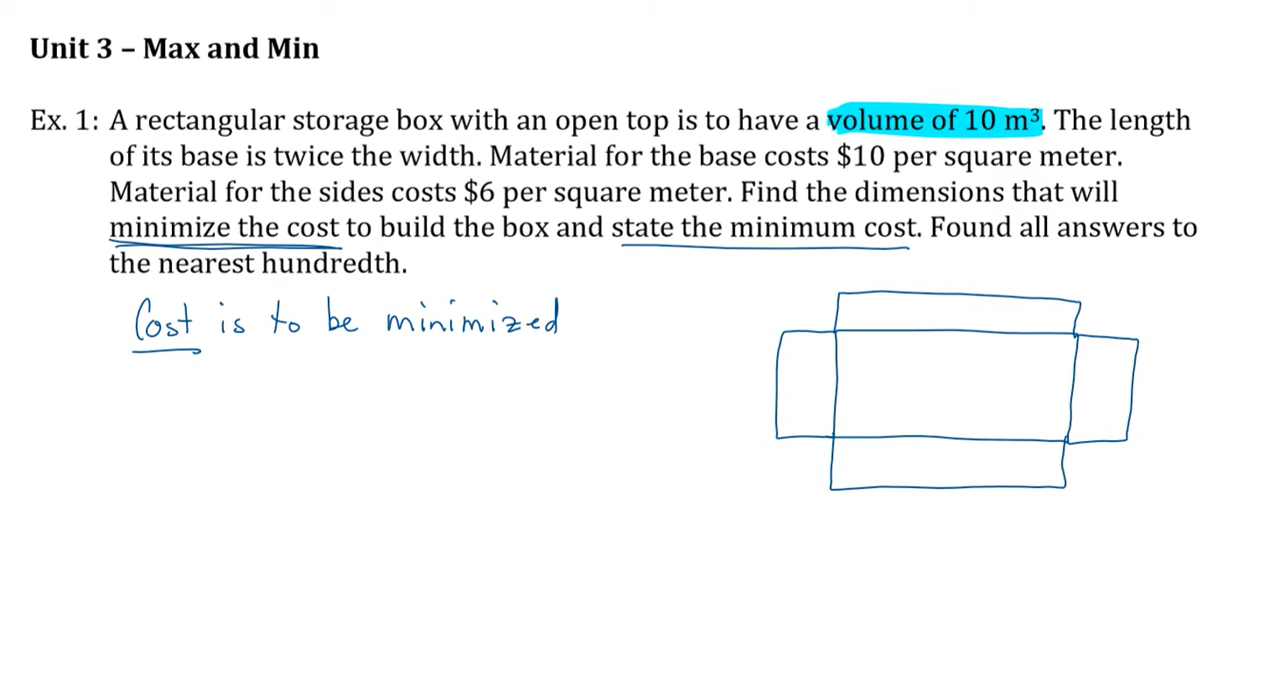 Unit 3 – Max and Min
Ex. 1: A rectangular storage box with an open top is to have a volume of 10 m³. The length
of its base is twice the width. Material for the base costs $10 per square meter.
Material for the sides costs $6 per square meter. Find the dimensions that will
minimize the cost to build the box and state the minimum cost. Found all answers to
the nearest hundredth.
Cost is to be minimized